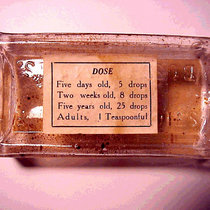 DOSE
Five days old, 5 drops
Two weeks old, 8 drops
Five years old, 25 drops
Adults, 1 Teaspoonful